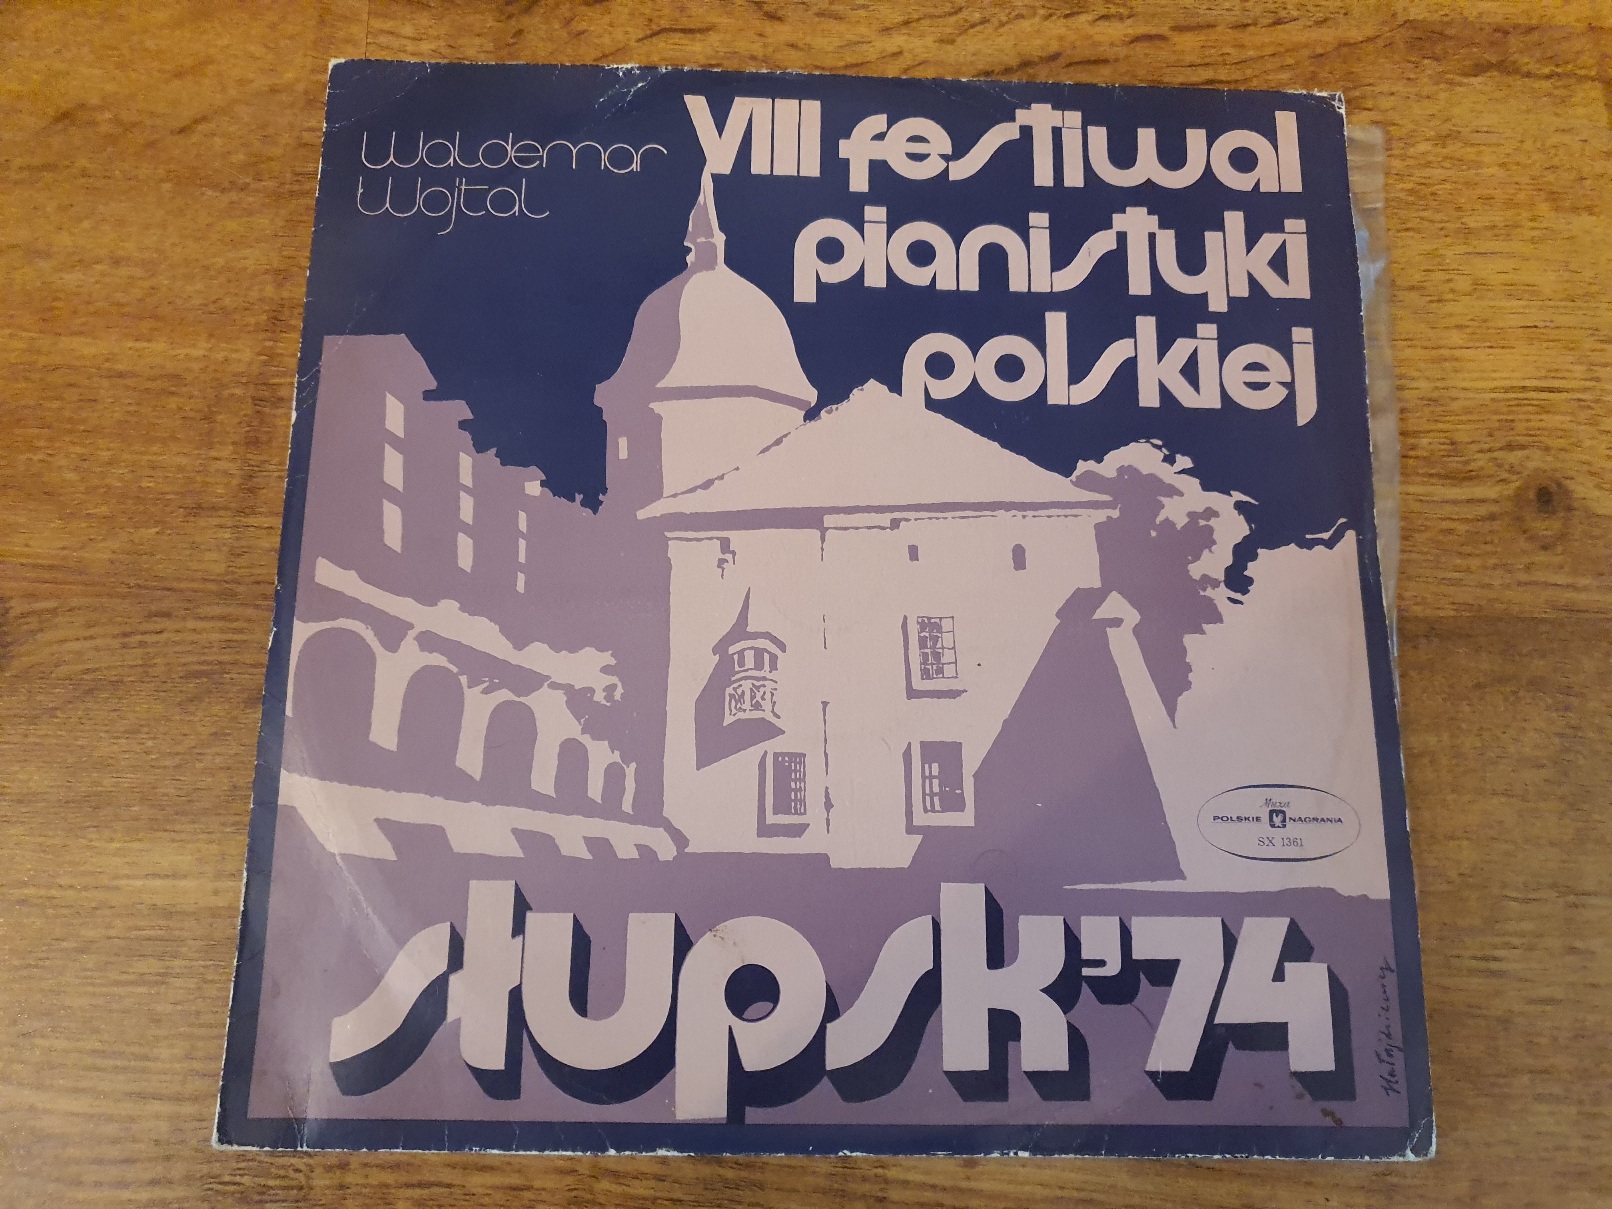 Waldemar
Wojtal
VIII festiwal
pianistyki
polskiej
Muza
POLSKIE NAGRANIA
SX 1361
słupsk'74